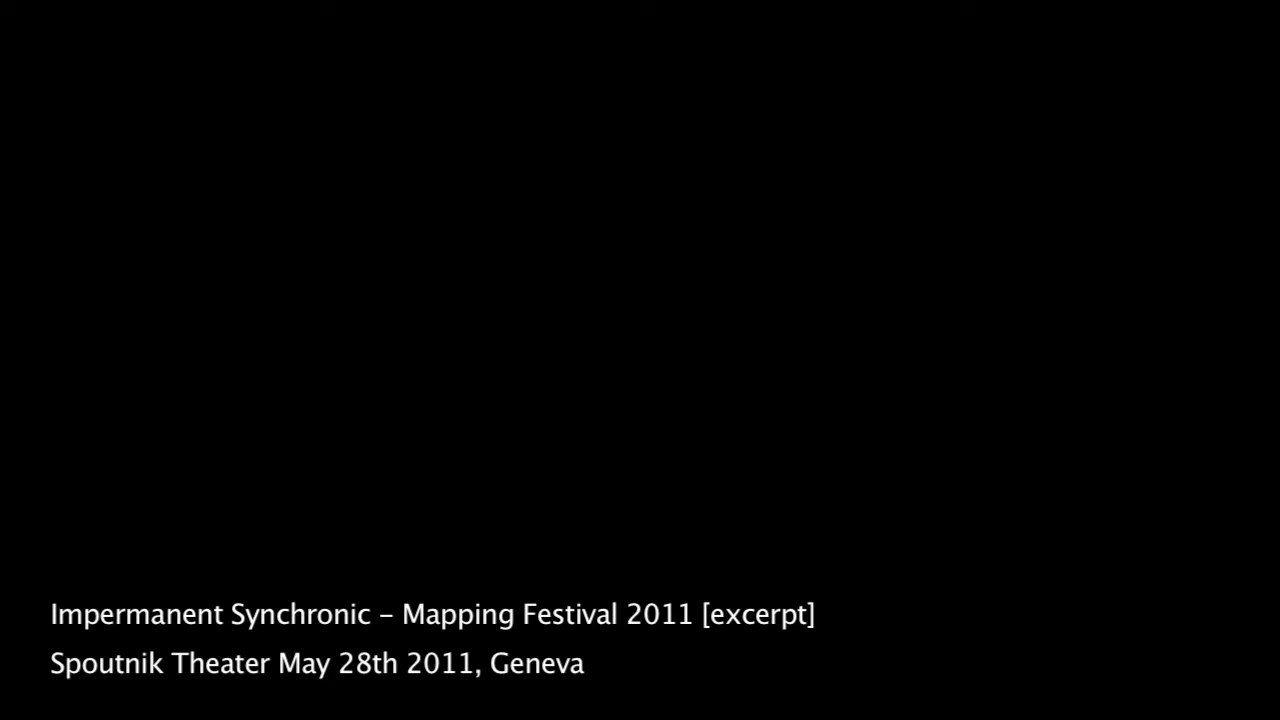 Impermanent Synchronic – Mapping Festival 2011 [excerpt]
Spoutnik Theater May 28th 2011, Geneva